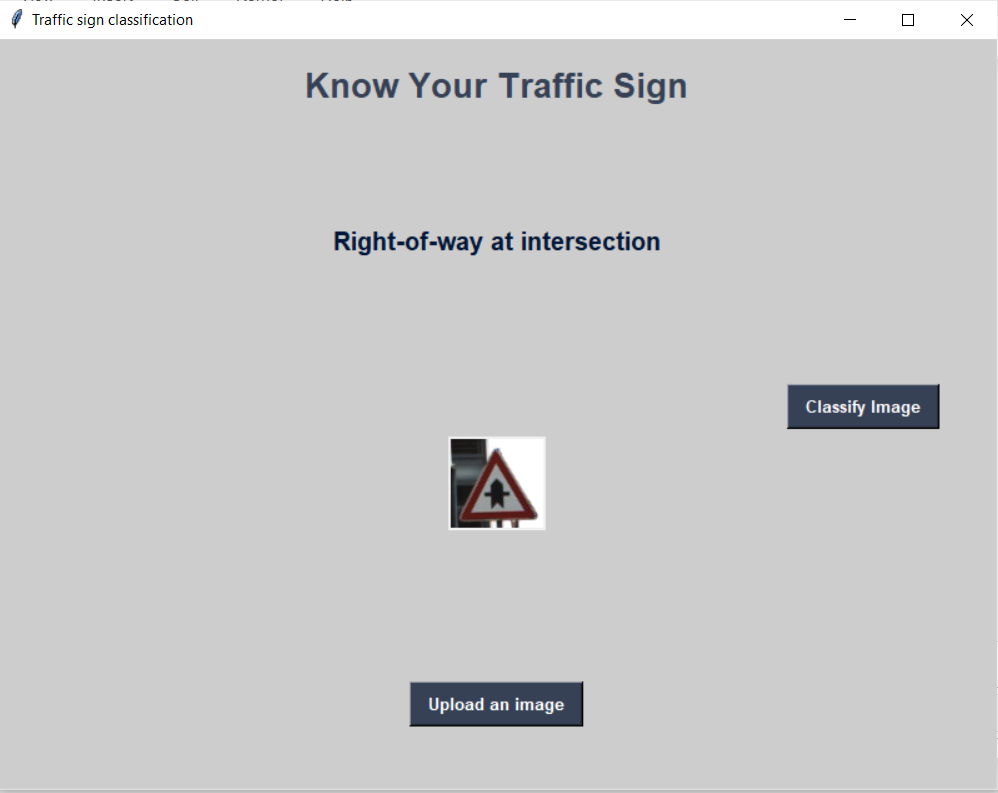 Traffic sign classification
Know Your Traffic Sign
Right-of-way at intersection
Classify Image
Upload an image